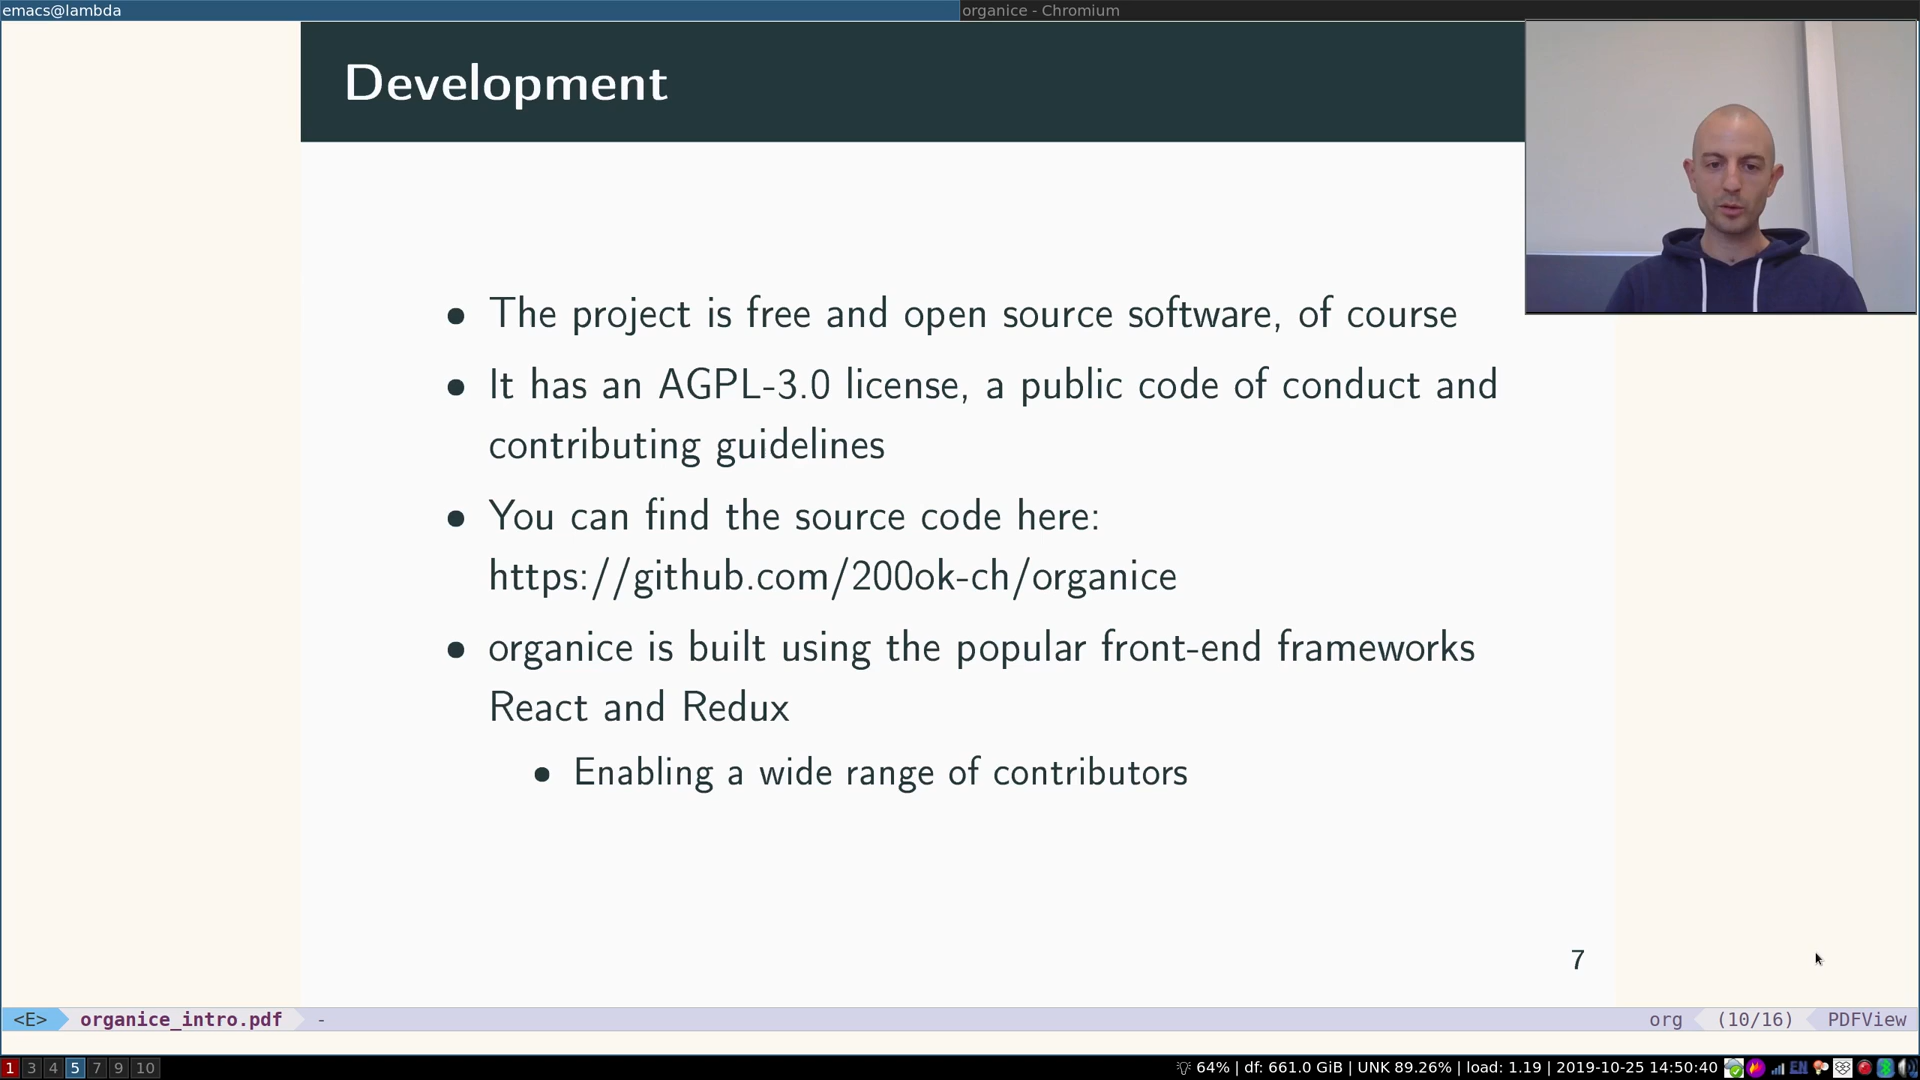 emacs@lambda
organice - Chromium
Development
• The project is free and open source software, of course
• It has an AGPL-3.0 license, a public code of conduct and
contributing guidelines
• You can find the source code here:
https://github.com/200ok-ch/organice
• organice is built using the popular front-end frameworks
React and Redux
• Enabling a wide range of contributors
7
<E> organice_intro.pdf -
org (10/16) PDFView
1 3 4 5 7 9 10
64% | df: 661.0 GiB | UNK 89.26% | load: 1.19 | 2019-10-25 14:50:40 EN